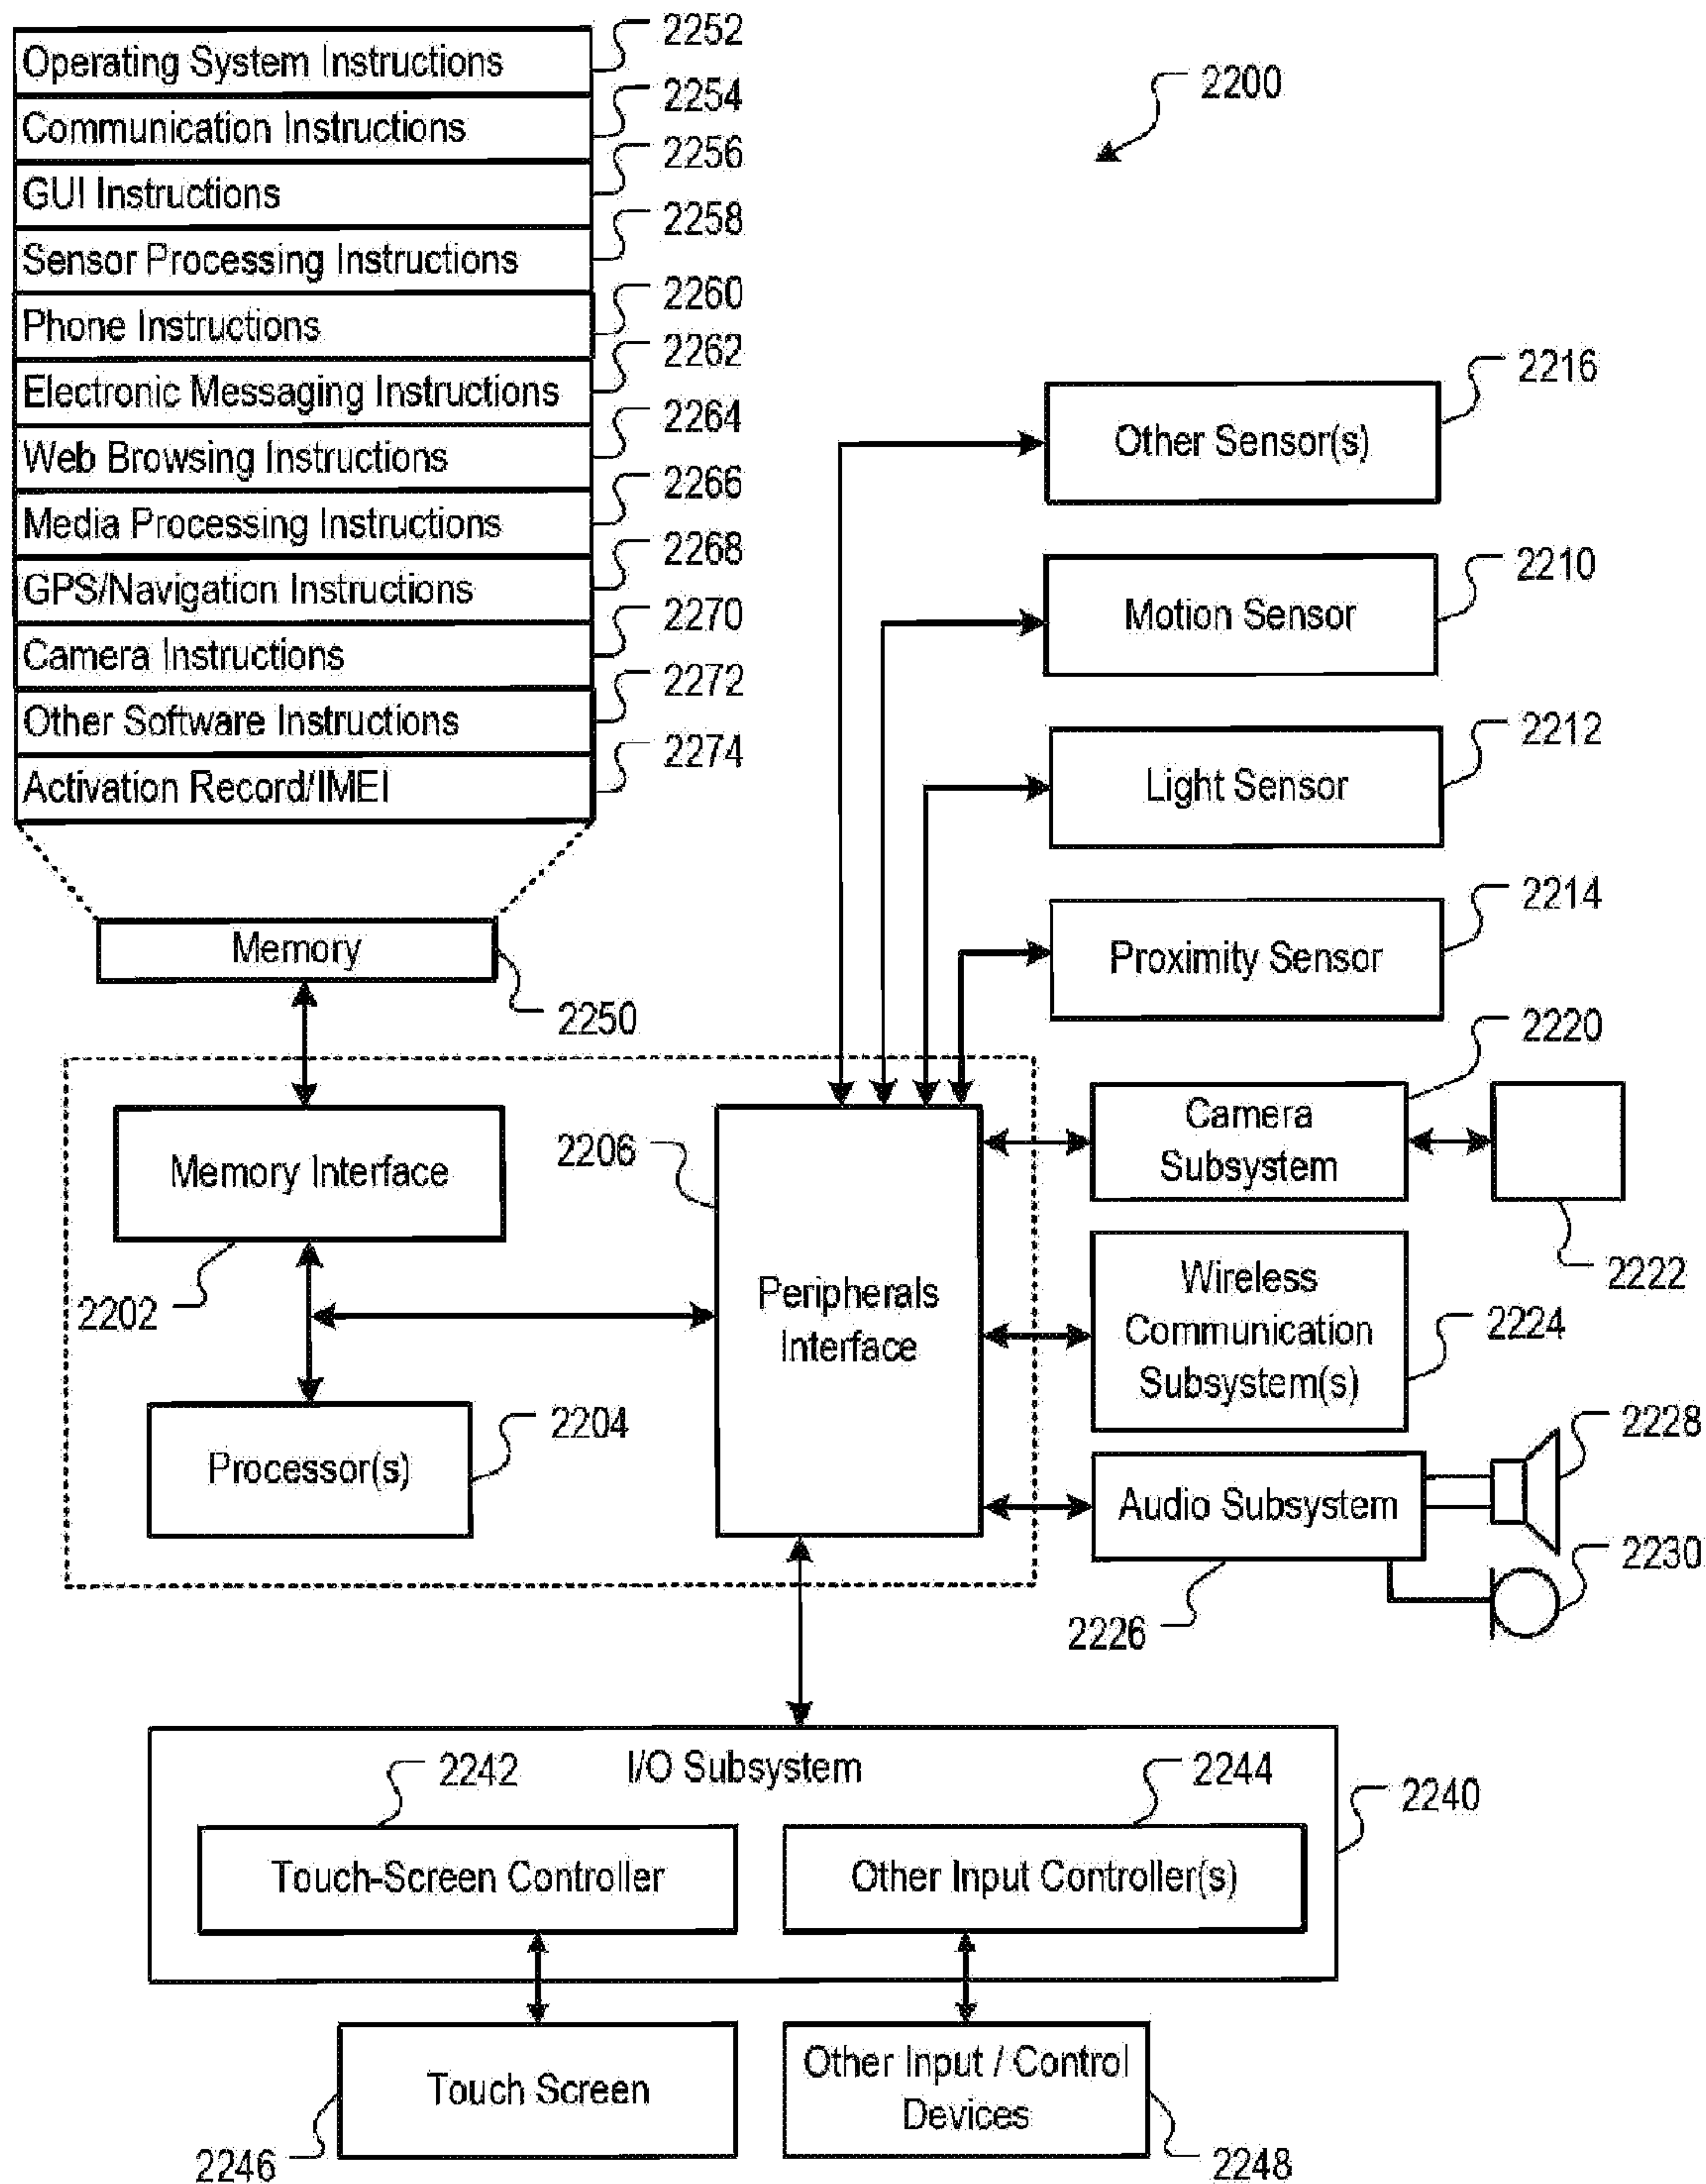 2252
Operating System Instructions
2200
2254
Communication Instructions
2256
GUI Instructions
2258
Sensor Processing Instructions
2260
Phone Instructions
2262
Electronic Messaging Instructions
2264
Web Browsing Instructions
2266
Media Processing Instructions
2268
GPS/Navigation Instructions
2270
Camera Instructions
2272
Other Software Instructions
2274
Activation Record/IMEI
2216
Other Sensor(s)
2210
Motion Sensor
2212
Light Sensor
2214
Proximity Sensor
Memory
2250
2220
Camera
Subsystem
2222
Memory Interface
2202
2206
Peripherals
Interface
Wireless
Communication
Subsystem(s)
2224
Processor(s)
2204
2228
Audio Subsystem
2230
2226
I/O Subsystem
2242
2244
2240
Touch-Screen Controller
Other Input Controller(s)
Touch Screen
2246
Other Input / Control
Devices
2248